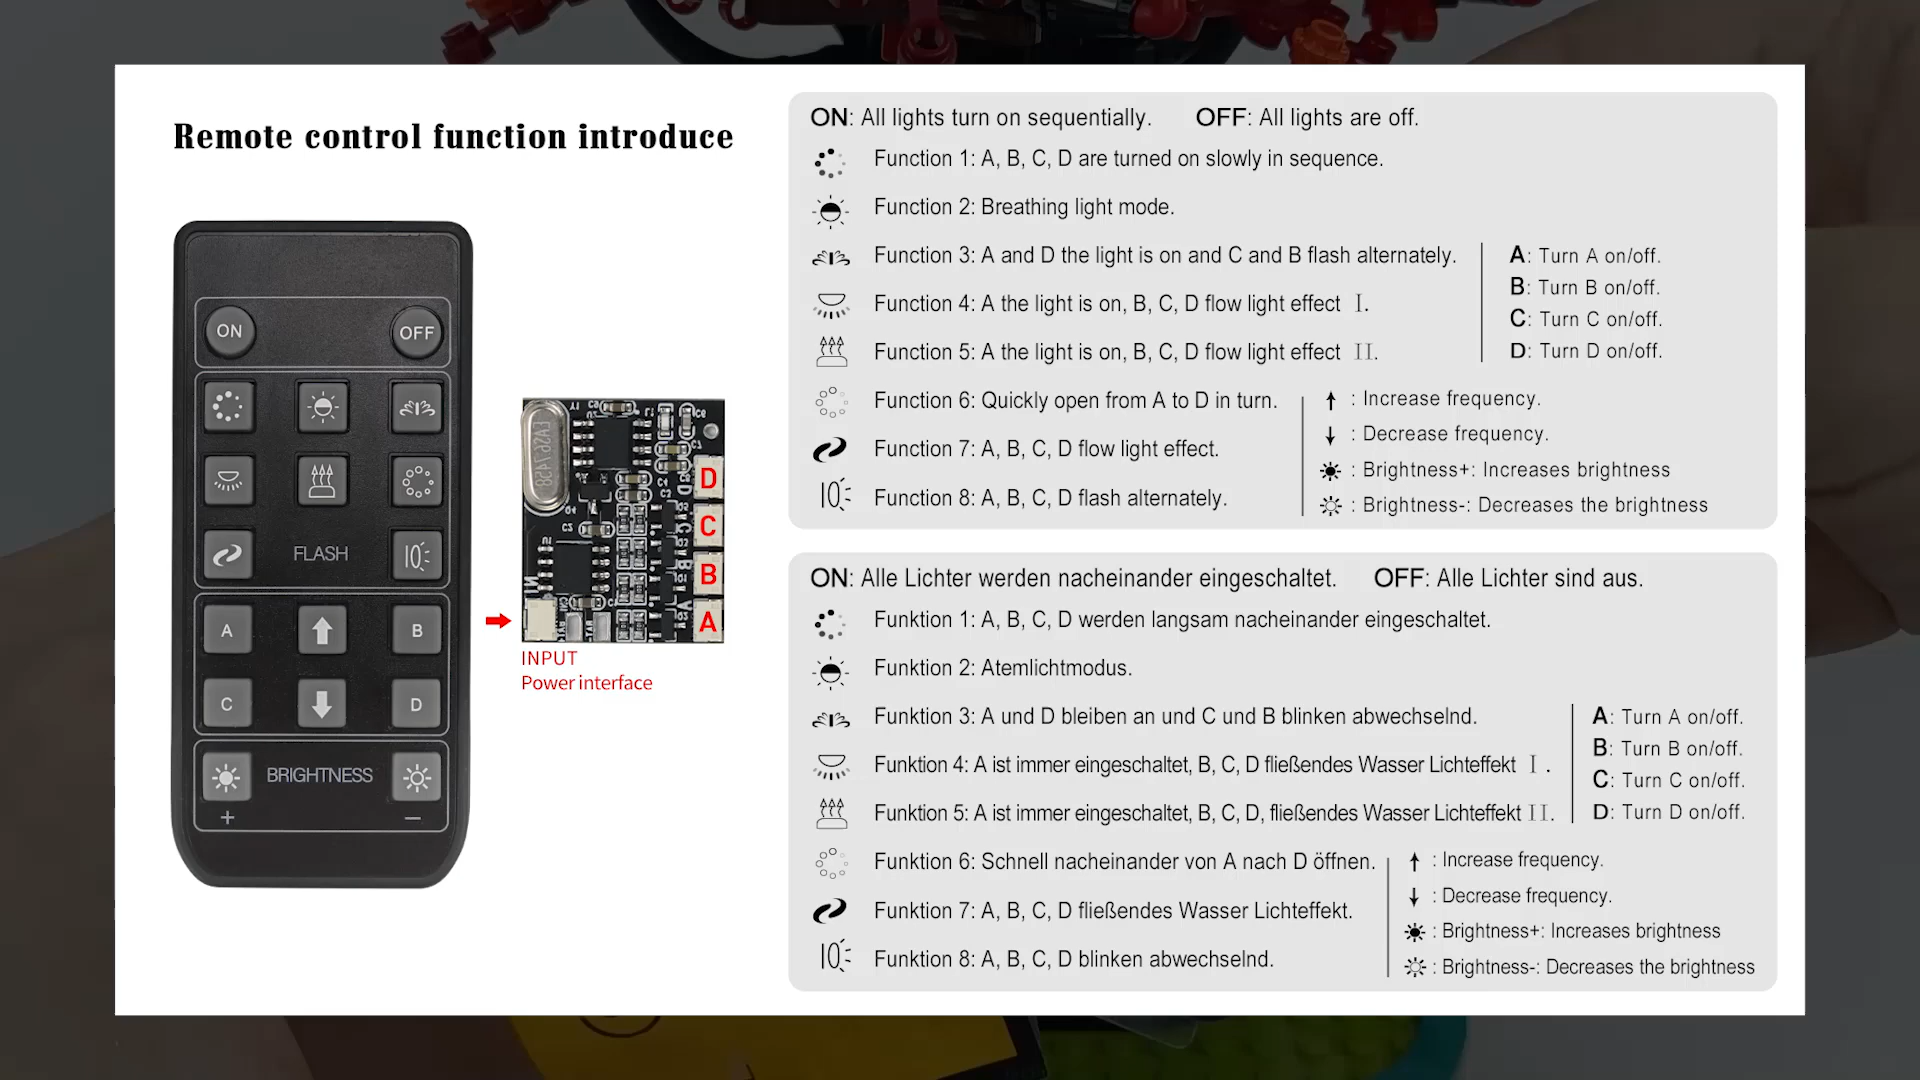 Remote control function introduce
ON
OFF
FLASH
A
B
C
D
BRIGHTNESS
+
−
D
C
B
A
INPUT
Power interface
ON: All lights turn on sequentially. OFF: All lights are off.
Function 1: A, B, C, D are turned on slowly in sequence.
Function 2: Breathing light mode.
Function 3: A and D the light is on and C and B flash alternately.
Function 4: A the light is on, B, C, D flow light effect I.
Function 5: A the light is on, B, C, D flow light effect II.
Function 6: Quickly open from A to D in turn.
Function 7: A, B, C, D flow light effect.
Function 8: A, B, C, D flash alternately.
A: Turn A on/off.
B: Turn B on/off.
C: Turn C on/off.
D: Turn D on/off.
: Increase frequency.
: Decrease frequency.
: Brightness+: Increases brightness
: Brightness-: Decreases the brightness
ON: Alle Lichter werden nacheinander eingeschaltet. OFF: Alle Lichter sind aus.
Funktion 1: A, B, C, D werden langsam nacheinander eingeschaltet.
Funktion 2: Atemlichtmodus.
Funktion 3: A und D bleiben an und C und B blinken abwechselnd.
Funktion 4: A ist immer eingeschaltet, B, C, D fließendes Wasser Lichteffekt I .
Funktion 5: A ist immer eingeschaltet, B, C, D, fließendes Wasser Lichteffekt II.
Funktion 6: Schnell nacheinander von A nach D öffnen.
Funktion 7: A, B, C, D fließendes Wasser Lichteffekt.
Funktion 8: A, B, C, D blinken abwechselnd.
A: Turn A on/off.
B: Turn B on/off.
C: Turn C on/off.
D: Turn D on/off.
: Increase frequency.
: Decrease frequency.
: Brightness+: Increases brightness
: Brightness-: Decreases the brightness